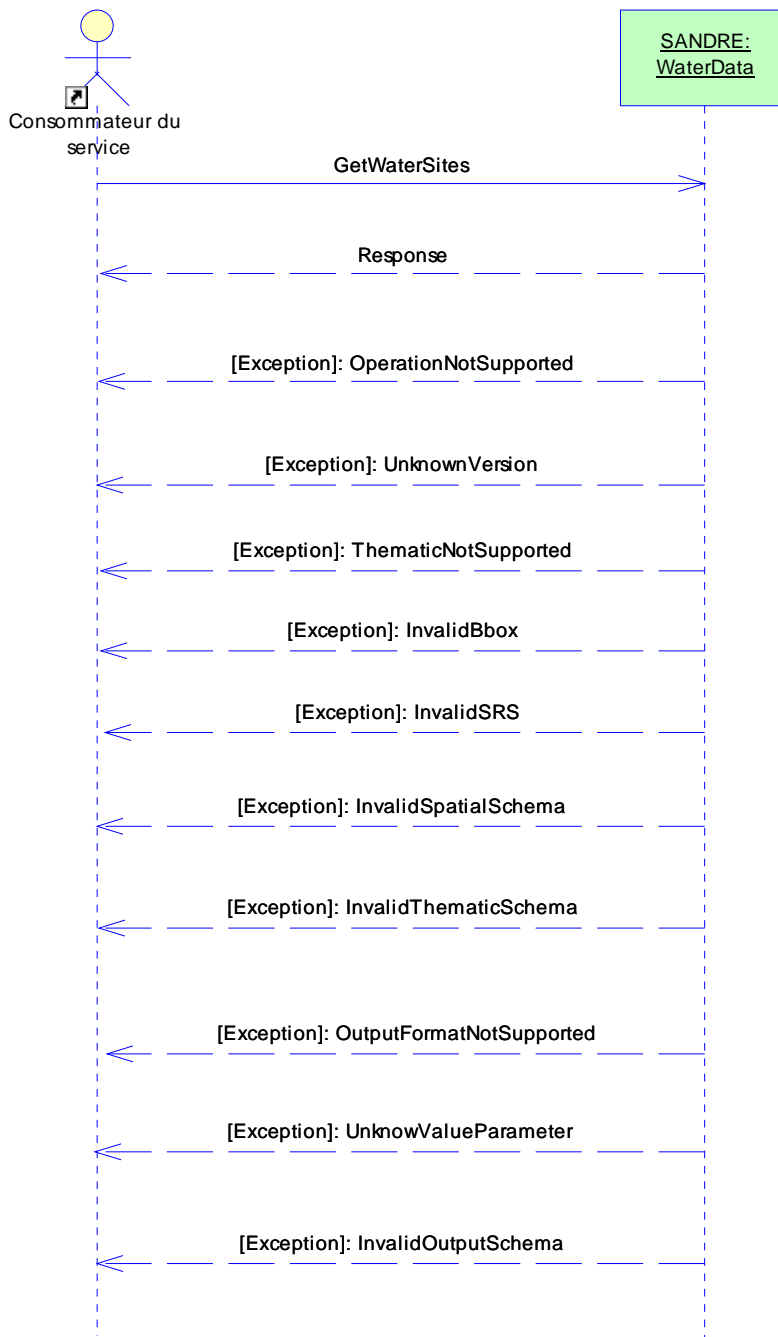 SANDRE:
WaterData
Consommateur du
service
GetWaterSites
Response
[Exception]: OperationNotSupported
[Exception]: UnknownVersion
[Exception]: ThematicNotSupported
[Exception]: InvalidBbox
[Exception]: InvalidSRS
[Exception]: InvalidSpatialSchema
[Exception]: InvalidThematicSchema
[Exception]: OutputFormatNotSupported
[Exception]: UnknowValueParameter
[Exception]: InvalidOutputSchema